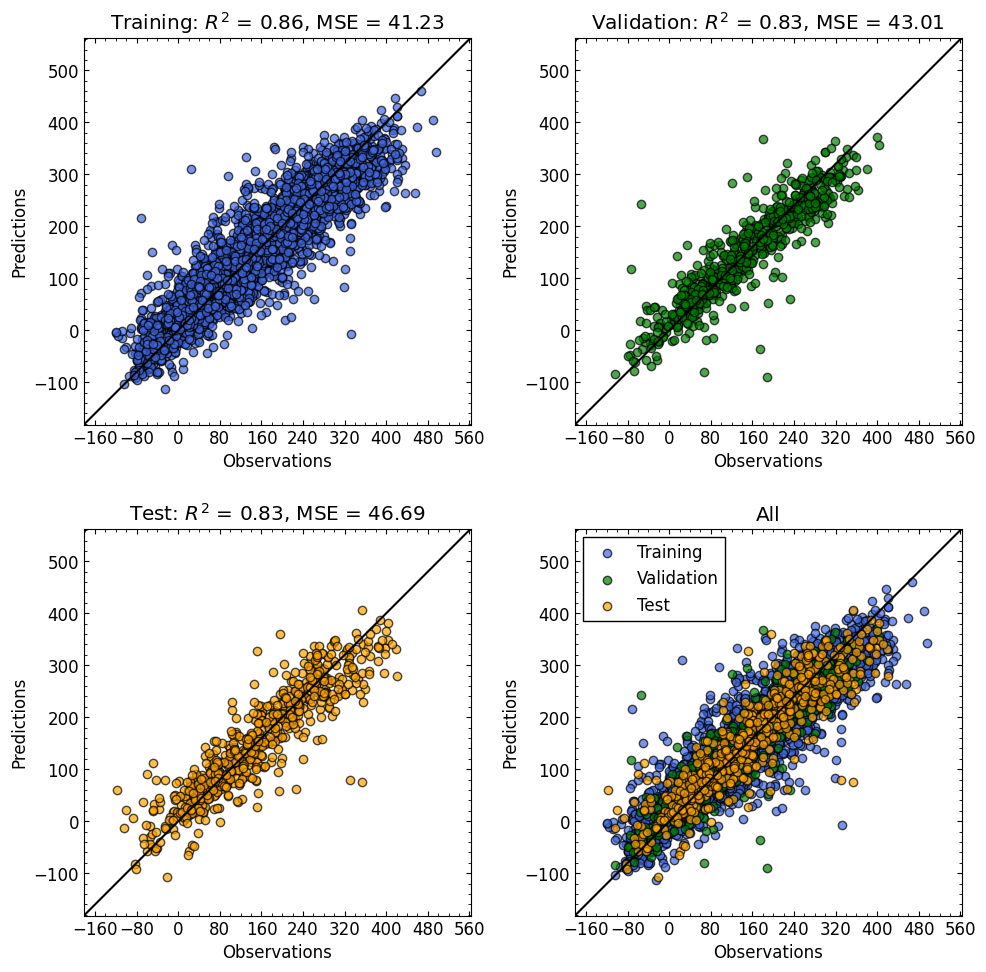 Training: R² = 0.86, MSE = 41.23
500
400
300
200
100
0
−100
Predictions
−160 −80 0 80 160 240 320 400 480 560
Observations
Validation: R² = 0.83, MSE = 43.01
500
400
300
200
100
0
−100
Predictions
−160 −80 0 80 160 240 320 400 480 560
Observations
Test: R² = 0.83, MSE = 46.69
500
400
300
200
100
0
−100
Predictions
−160 −80 0 80 160 240 320 400 480 560
Observations
All
Training
Validation
Test
500
400
300
200
100
0
−100
Predictions
−160 −80 0 80 160 240 320 400 480 560
Observations